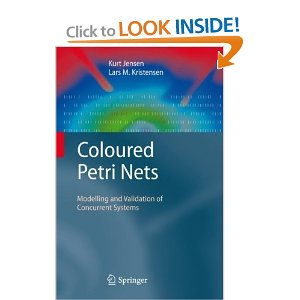 Click to LOOK INSIDE!
Kurt Jensen
Lars M. Kristensen
Coloured
Petri Nets
Modelling and Validation of
Concurrent Systems
Springer